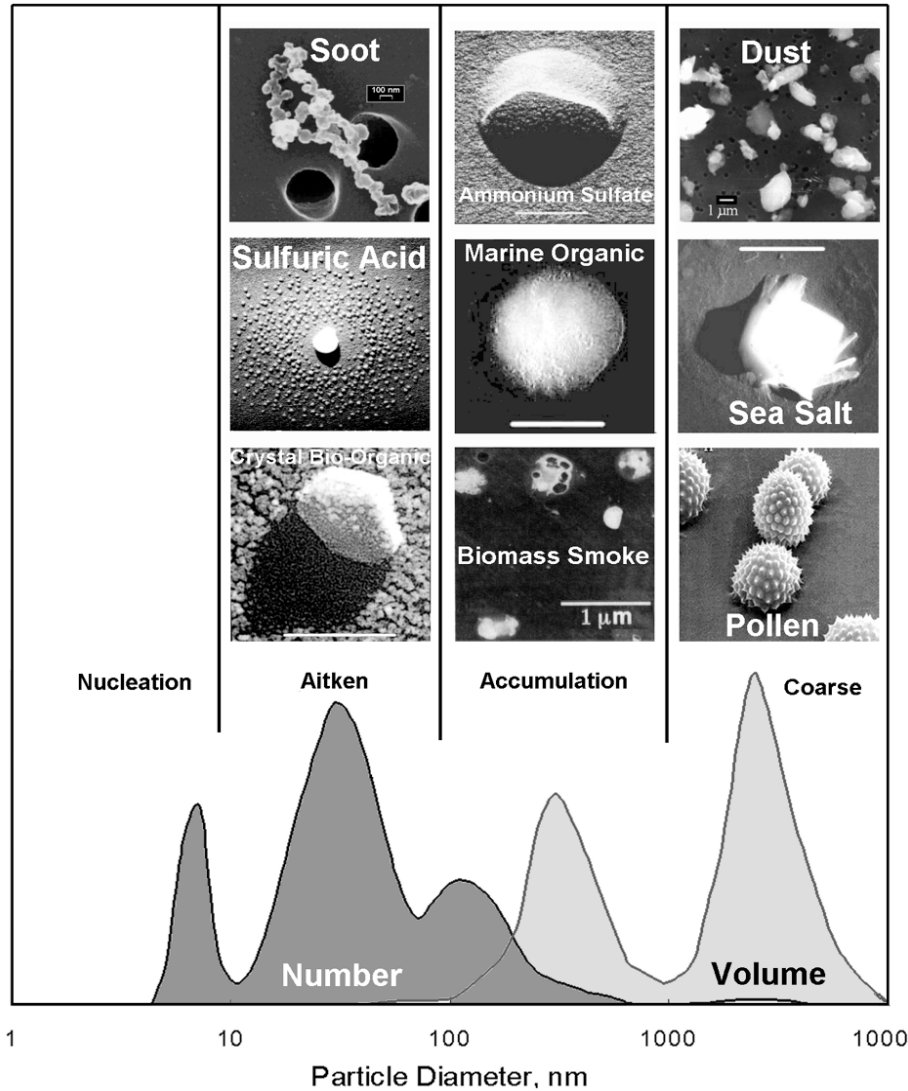 Soot
100 nm
Ammonium Sulfate
Dust
1 µm
Sulfuric Acid
Marine Organic
Sea Salt
Crystal Bio-Organic
Biomass Smoke
1 µm
Pollen
Nucleation
Aitken
Accumulation
Coarse
Number
Volume
1
10
100
1000
1000
Particle Diameter, nm